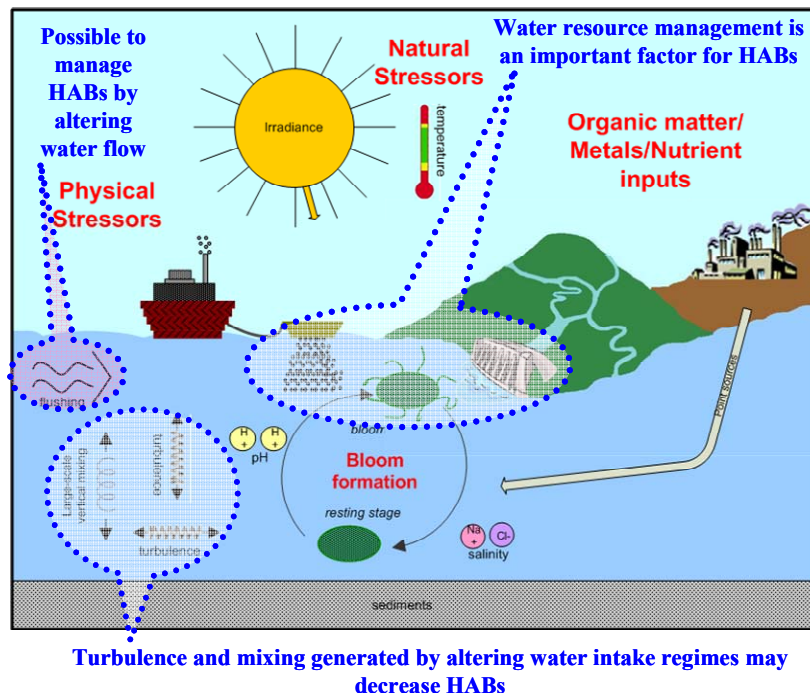 Possible to
manage
HABs by
altering
water flow
Water resource management is
an important factor for HABs
Natural
Stressors
Irradiance
temperature
Organic matter/
Metals/Nutrient
inputs
Physical
Stressors
flushing
Point sources
Large-scale
vertical mixing
turbulence
turbulence
H
+
H
+
pH
bloom
Bloom
formation
resting stage
Na
+
Cl-
salinity
sediments
Turbulence and mixing generated by altering water intake regimes may
decrease HABs